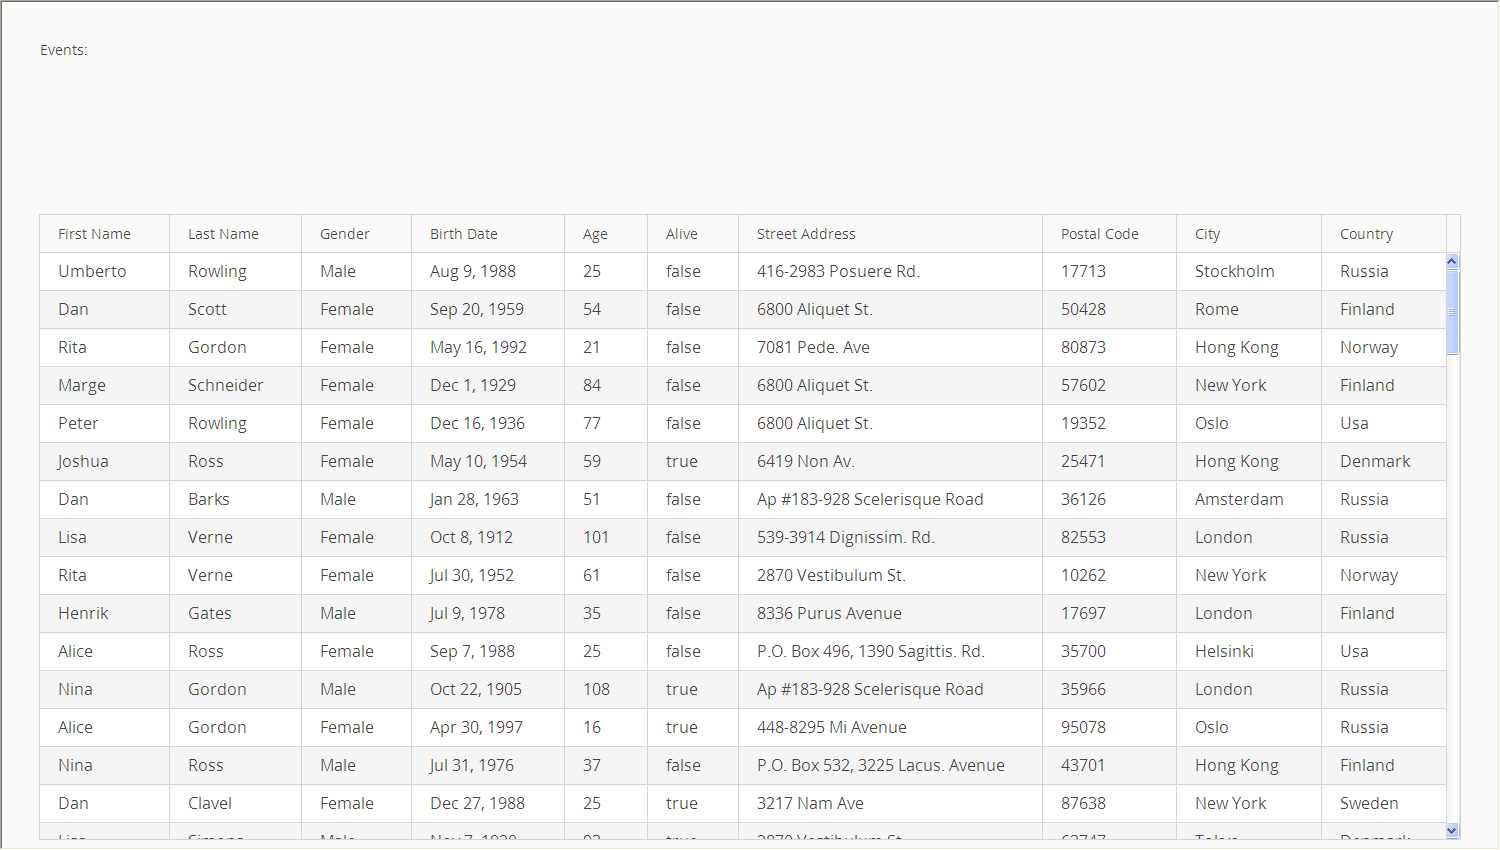 Events:
First Name Last Name Gender Birth Date Age Alive Street Address Postal Code City Country
Umberto Rowling Male Aug 9, 1988 25 false 416-2983 Posuere Rd. 17713 Stockholm Russia
Dan Scott Female Sep 20, 1959 54 false 6800 Aliquet St. 50428 Rome Finland
Rita Gordon Female May 16, 1992 21 false 7081 Pede. Ave 80873 Hong Kong Norway
Marge Schneider Female Dec 1, 1929 84 false 6800 Aliquet St. 57602 New York Finland
Peter Rowling Female Dec 16, 1936 77 false 6800 Aliquet St. 19352 Oslo Usa
Joshua Ross Female May 10, 1954 59 true 6419 Non Av. 25471 Hong Kong Denmark
Dan Barks Male Jan 28, 1963 51 false Ap #183-928 Scelerisque Road 36126 Amsterdam Russia
Lisa Verne Female Oct 8, 1912 101 false 539-3914 Dignissim. Rd. 82553 London Russia
Rita Verne Female Jul 30, 1952 61 false 2870 Vestibulum St. 10262 New York Norway
Henrik Gates Male Jul 9, 1978 35 false 8336 Purus Avenue 17697 London Finland
Alice Ross Female Sep 7, 1988 25 false P.O. Box 496, 1390 Sagittis. Rd. 35700 Helsinki Usa
Nina Gordon Male Oct 22, 1905 108 true Ap #183-928 Scelerisque Road 35966 London Russia
Alice Gordon Female Apr 30, 1997 16 true 448-8295 Mi Avenue 95078 Oslo Russia
Nina Ross Male Jul 31, 1976 37 false P.O. Box 532, 3225 Lacus. Avenue 43701 Hong Kong Finland
Dan Clavel Female Dec 27, 1988 25 true 3217 Nam Ave 87638 New York Sweden